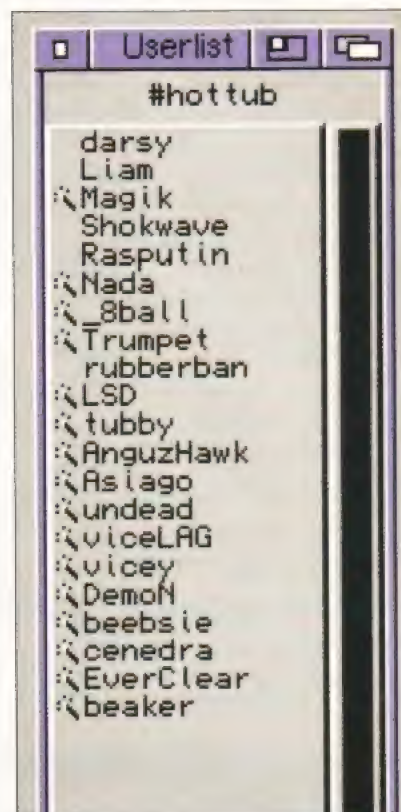 Userlist
#hottub
darsy
Liam
Magik
Shokwave
Rasputin
Nada
_8ball
Trumpet
rubberban
LSD
tubby
AnguzHawk
Asiago
undead
viceLAG
vicey
DemoN
beebsie
cenedra
EverClear
beaker